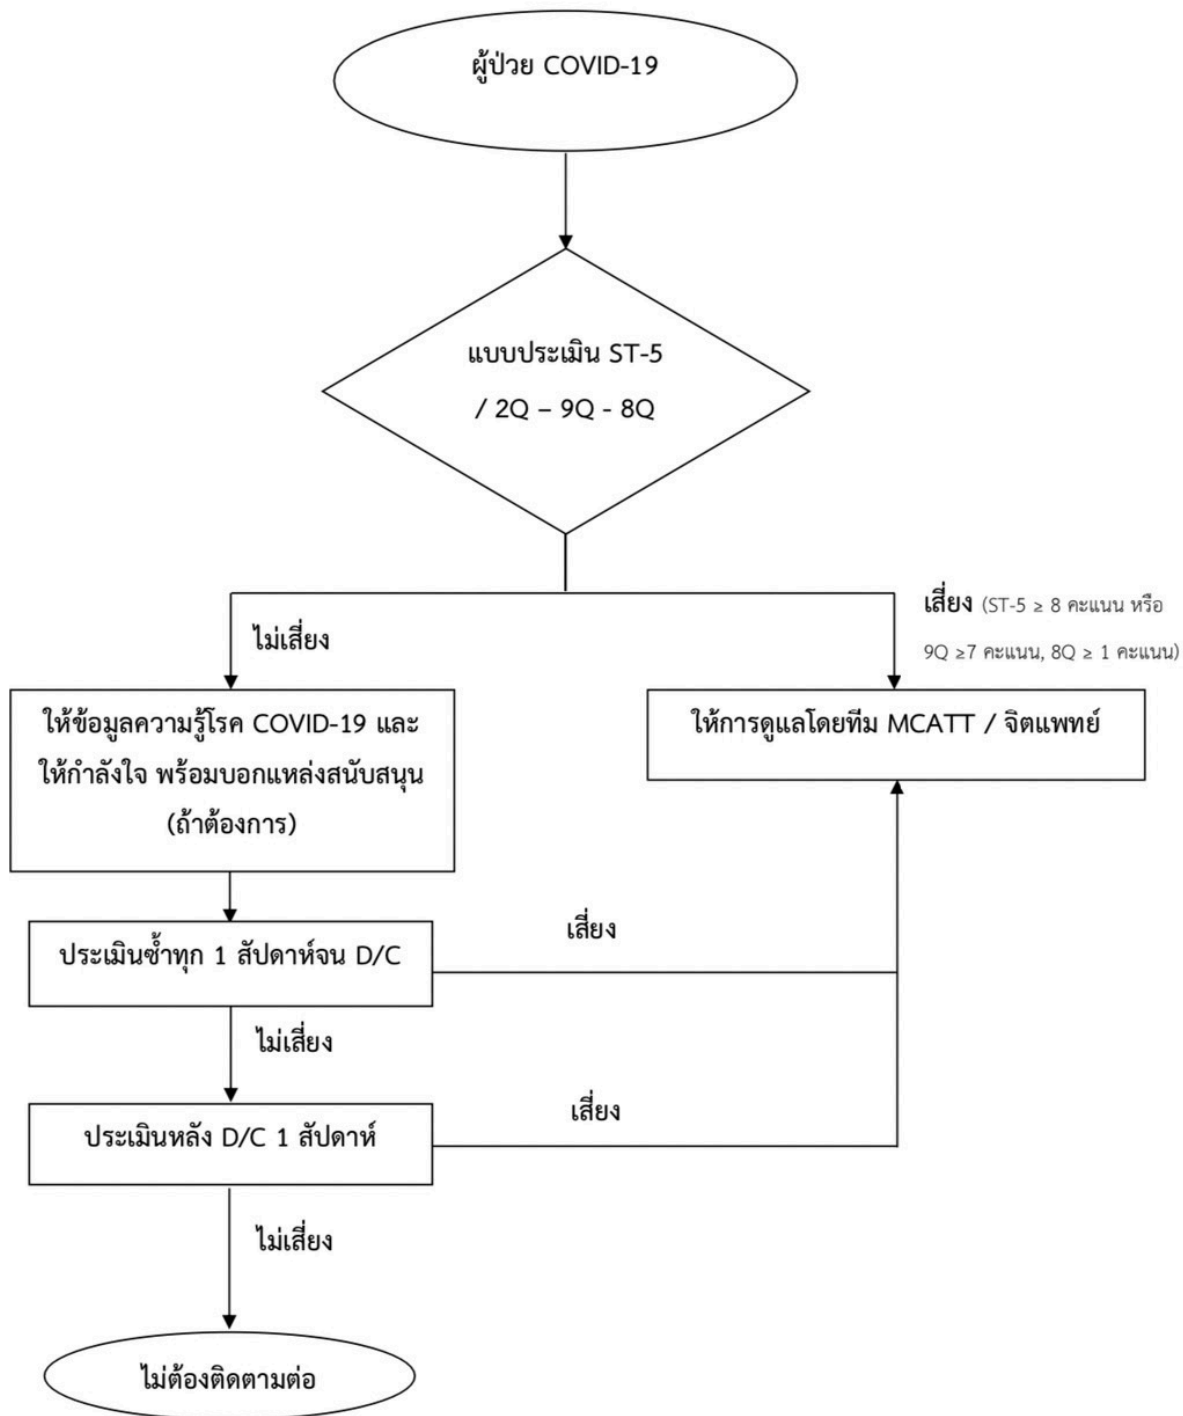 ผู้ป่วย COVID-19
แบบประเมิน ST-5
/ 2Q – 9Q - 8Q
เสี่ยง (ST-5 ≥ 8 คะแนน หรือ
9Q ≥7 คะแนน, 8Q ≥ 1 คะแนน)
ไม่เสี่ยง
ให้ข้อมูลความรู้โรค COVID-19 และ
ให้กำลังใจ พร้อมบอกแหล่งสนับสนุน
(ถ้าต้องการ)
ให้การดูแลโดยทีม MCATT / จิตแพทย์
ประเมินซ้ำทุก 1 สัปดาห์จน D/C
เสี่ยง
ไม่เสี่ยง
ประเมินหลัง D/C 1 สัปดาห์
เสี่ยง
ไม่เสี่ยง
ไม่ต้องติดตามต่อ